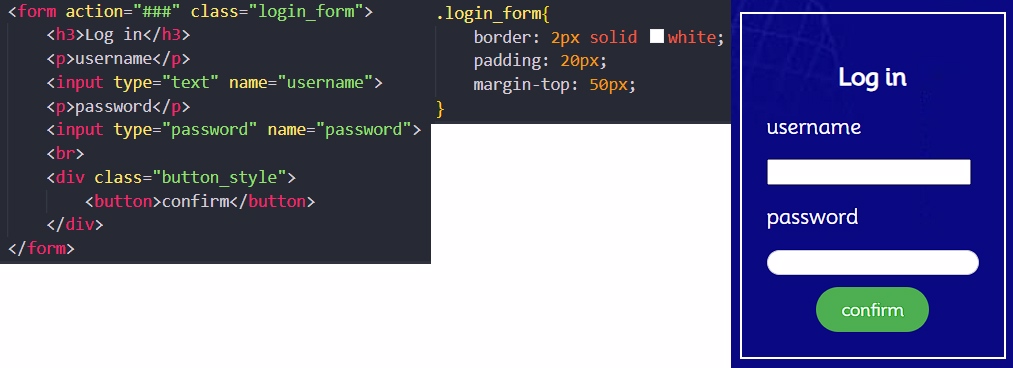 <form action="###" class="login_form">
<h3>Log in</h3>
<p>username</p>
<input type="text" name="username">
<p>password</p>
<input type="password" name="password">
<br>
<div class="button_style">
<button>confirm</button>
</div>
</form>
.login_form{
border: 2px solid white;
padding: 20px;
margin-top: 50px;
}
Log in
username
password
confirm